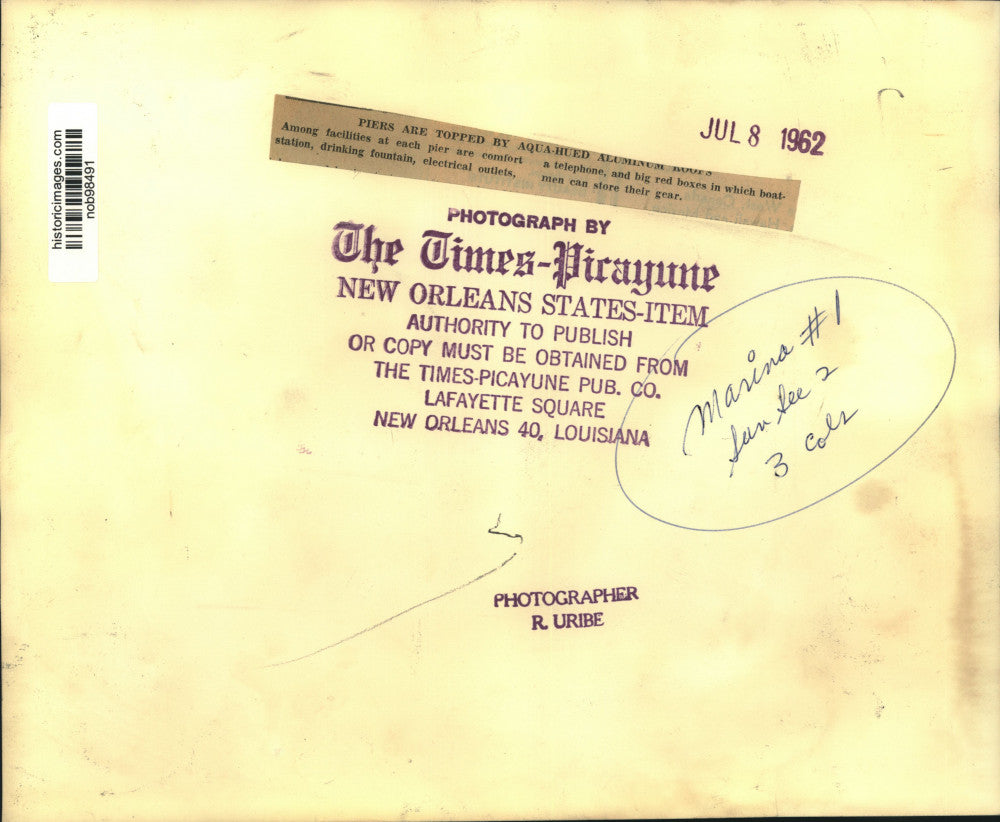 historicimages.com
nob98491
JUL 8 1962
PIERS ARE TOPPED BY AQUA-HUED ALUMINUM ROOFS
Among facilities at each pier are comfort
station, drinking fountain, electrical outlets,
a telephone, and big red boxes in which boat-
men can store their gear.
PHOTOGRAPH BY
The Times-Picayune
NEW ORLEANS STATES-ITEM
AUTHORITY TO PUBLISH
OR COPY MUST BE OBTAINED FROM
THE TIMES-PICAYUNE PUB. CO.
LAFAYETTE SQUARE
NEW ORLEANS 40, LOUISIANA
Marina #1
Sun Sec 2
3 cols
PHOTOGRAPHER
R. URIBE